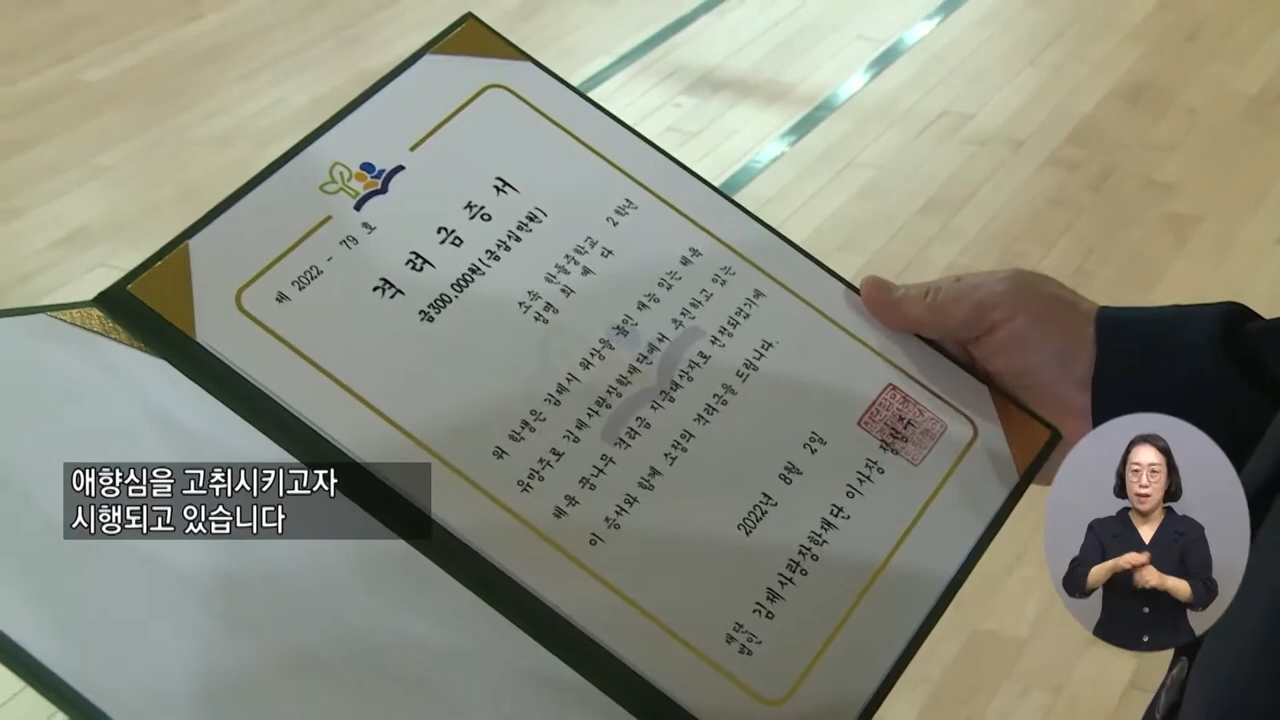 제 2022 - 79 호
격 려 금 증 서
금300,000원(금삼십만원)
소속 한들중학교 2학년
성명 최 예 다
위 학생은 김제시 위상을 높인 재능 있는 체육
유망주로 김제사랑장학재단에서 추진하고 있는
체육 꿈나무 격려금 지급대상자로 선정되었기에
이 증서와 함께 소정의 격려금을 드립니다.
2022년 8월 2일
재단
법인 김제사랑장학재단 이사장
애향심을 고취시키고자
시행되고 있습니다